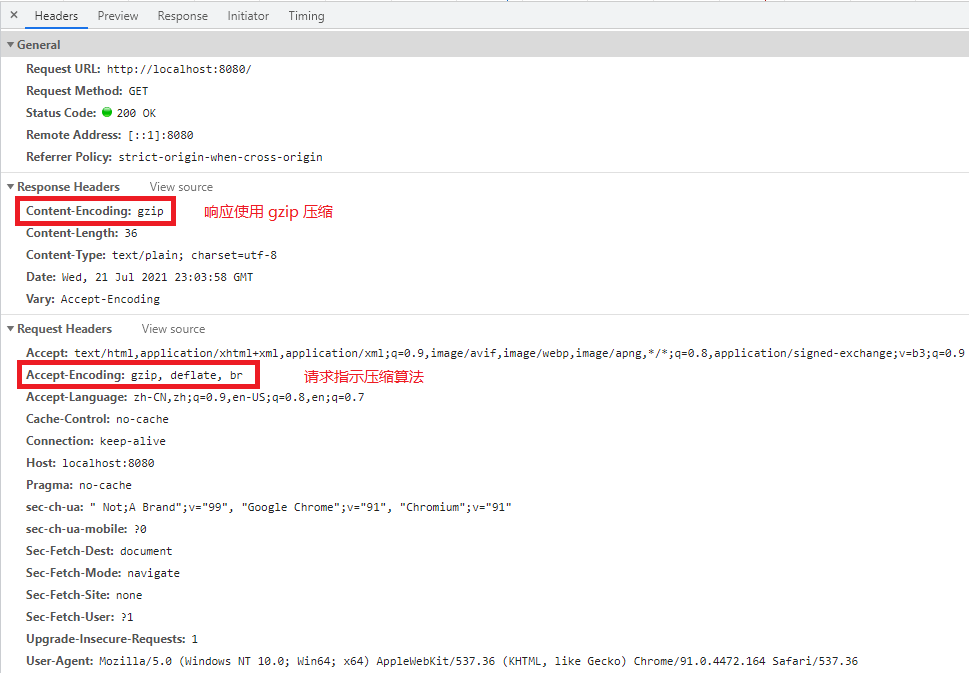 × Headers Preview Response Initiator Timing
▼General
Request URL: http://localhost:8080/
Request Method: GET
Status Code: 200 OK
Remote Address: [::1]:8080
Referrer Policy: strict-origin-when-cross-origin
▼Response Headers View source
Content-Encoding: gzip 响应使用 gzip 压缩
Content-Length: 36
Content-Type: text/plain; charset=utf-8
Date: Wed, 21 Jul 2021 23:03:58 GMT
Vary: Accept-Encoding
▼Request Headers View source
Accept: text/html,application/xhtml+xml,application/xml;q=0.9,image/avif,image/webp,image/apng,*/*;q=0.8,application/signed-exchange;v=b3;q=0.9
Accept-Encoding: gzip, deflate, br 请求指示压缩算法
Accept-Language: zh-CN,zh;q=0.9,en-US;q=0.8,en;q=0.7
Cache-Control: no-cache
Connection: keep-alive
Host: localhost:8080
Pragma: no-cache
sec-ch-ua: " Not;A Brand";v="99", "Google Chrome";v="91", "Chromium";v="91"
sec-ch-ua-mobile: ?0
Sec-Fetch-Dest: document
Sec-Fetch-Mode: navigate
Sec-Fetch-Site: none
Sec-Fetch-User: ?1
Upgrade-Insecure-Requests: 1
User-Agent: Mozilla/5.0 (Windows NT 10.0; Win64; x64) AppleWebKit/537.36 (KHTML, like Gecko) Chrome/91.0.4472.164 Safari/537.36